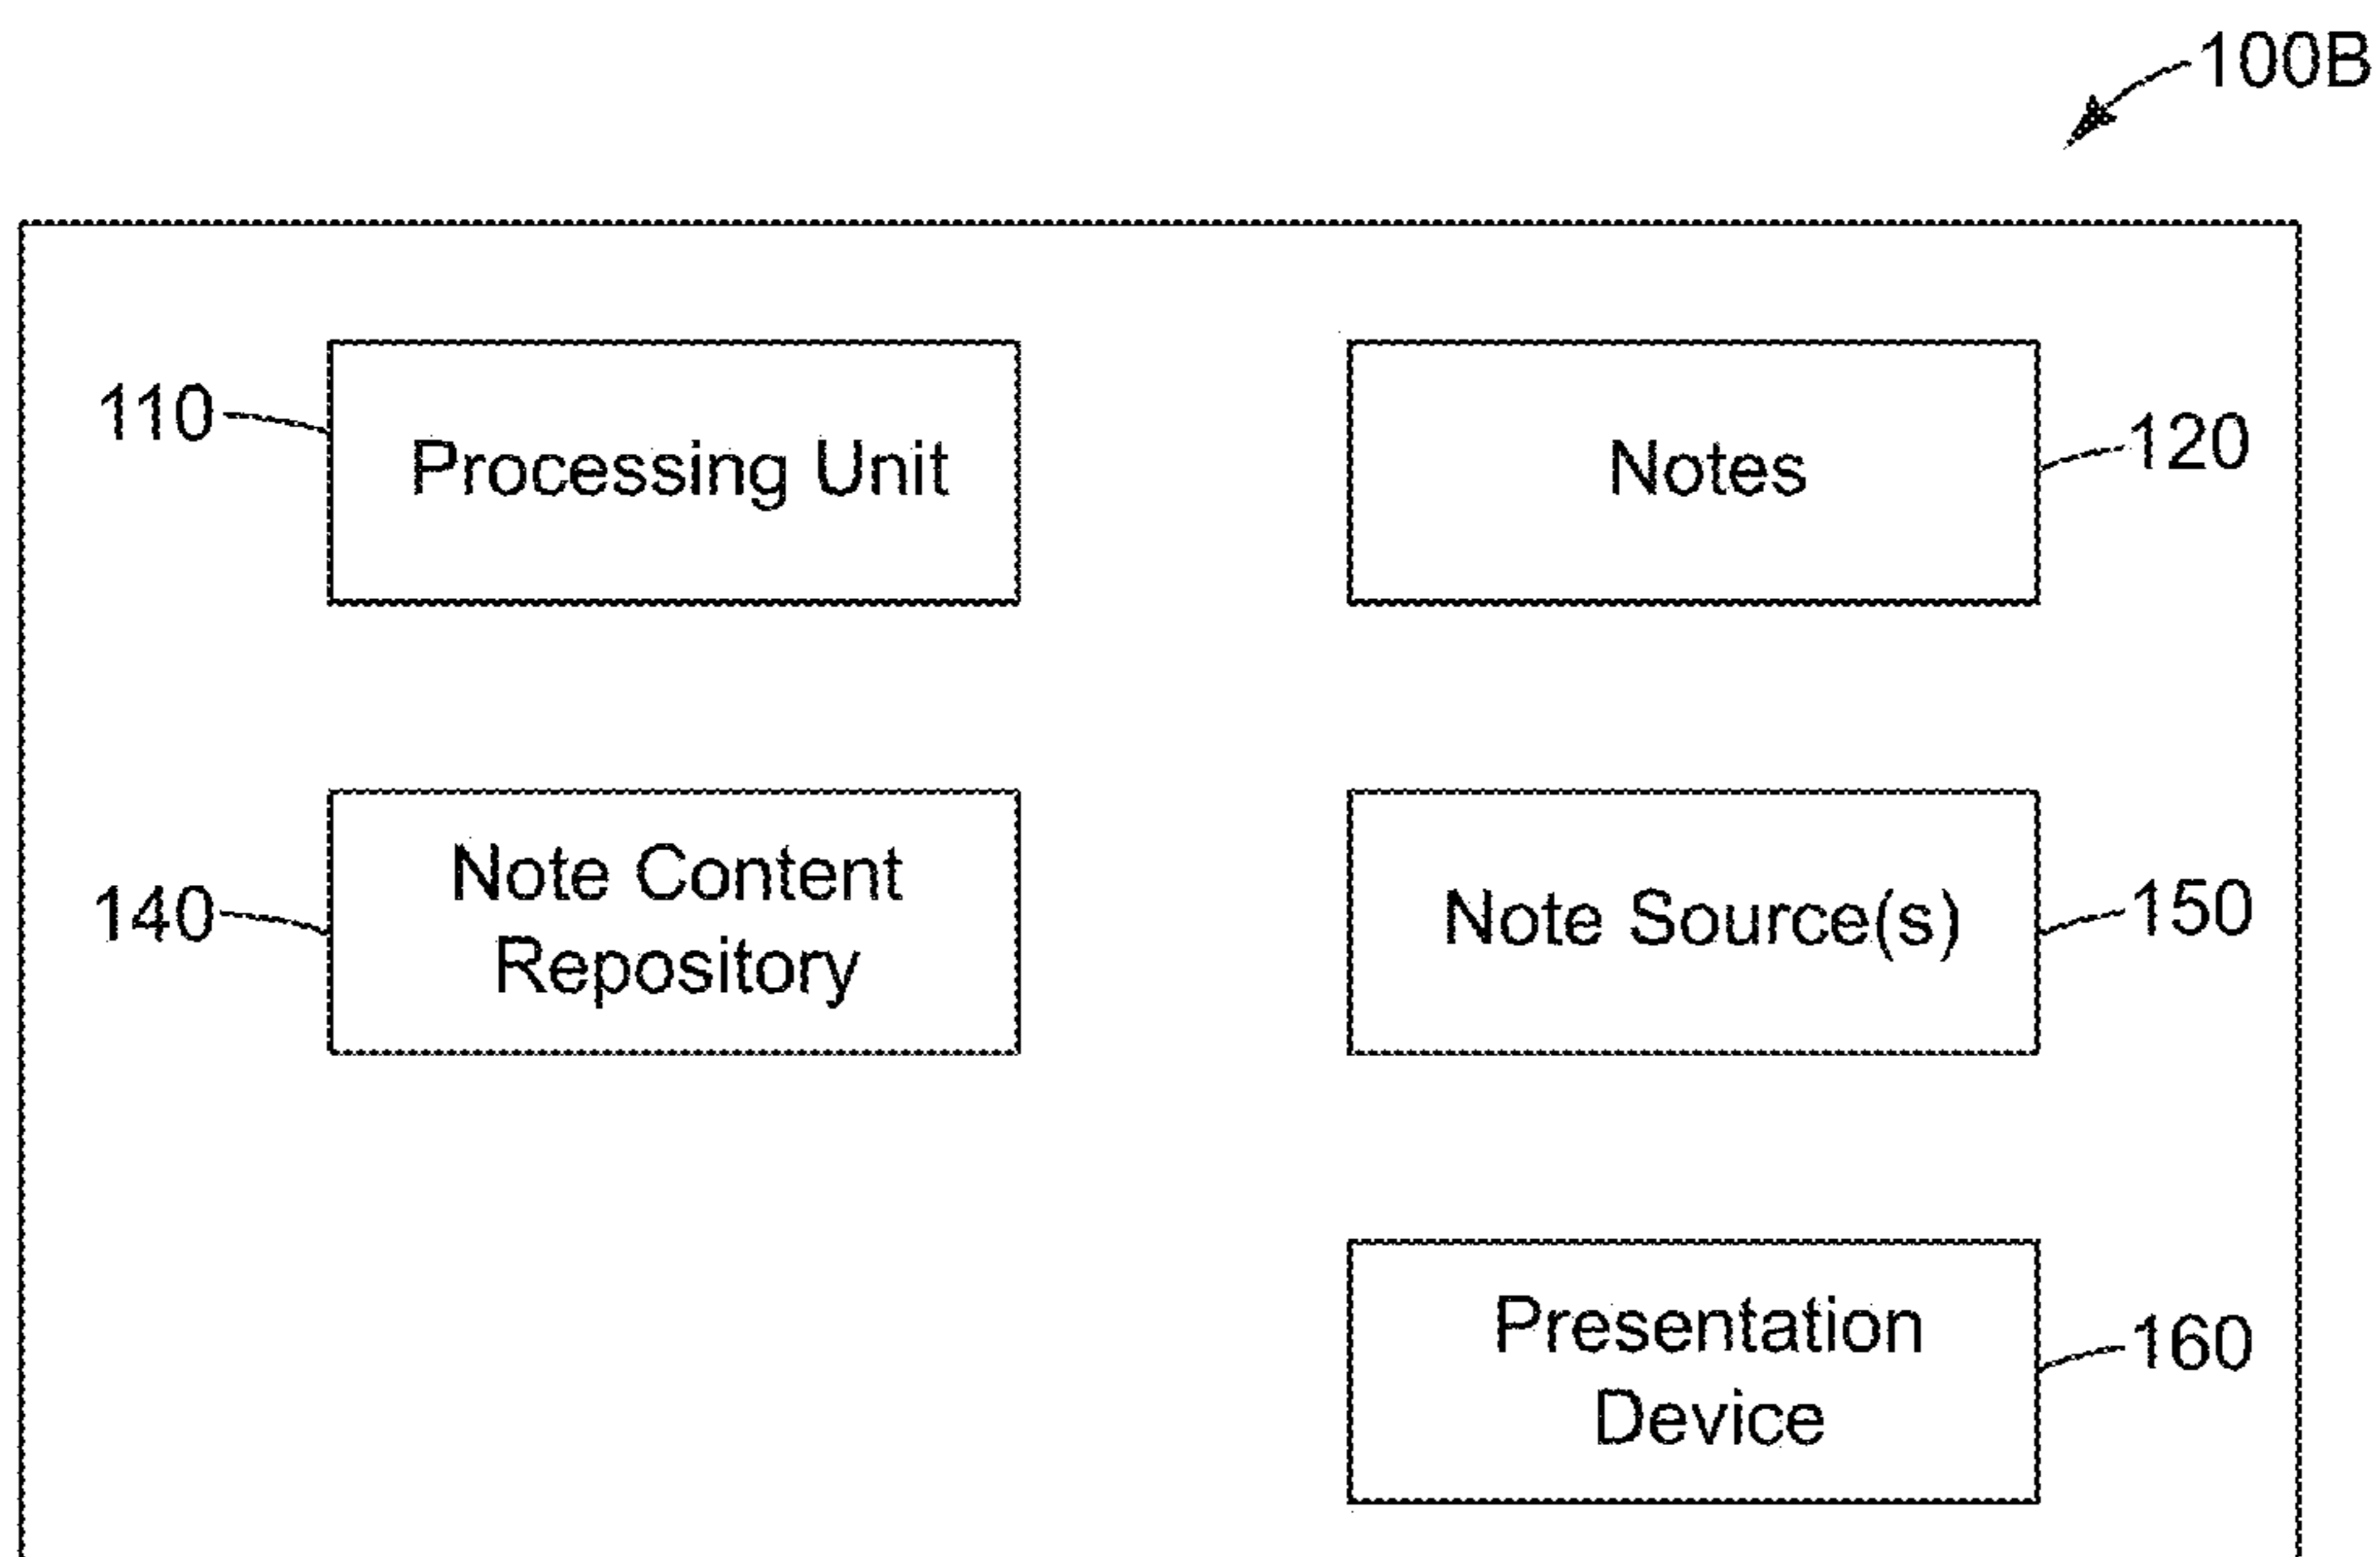 100B
110
Processing Unit
Notes
120
140
Note Content
Repository
Note Source(s)
150
Presentation
Device
160